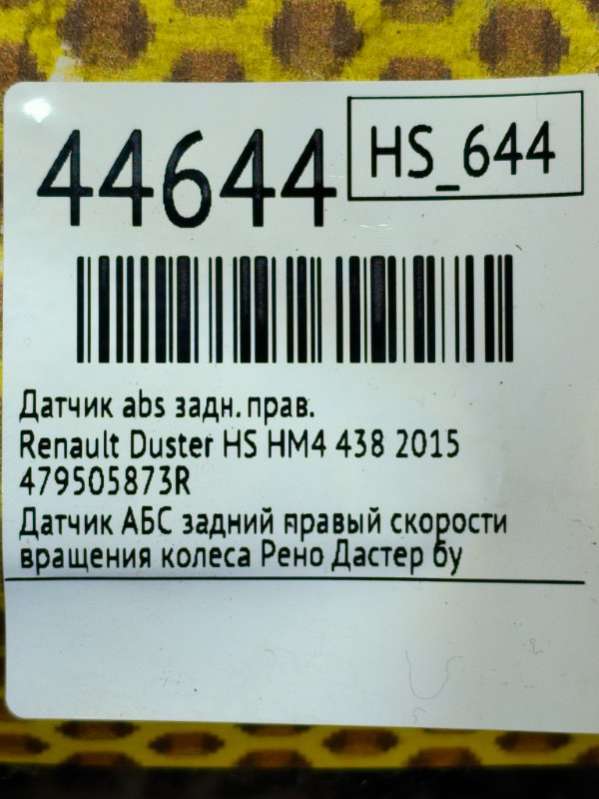 44644
HS_644
Датчик abs задн. прав.
Renault Duster HS HM4 438 2015
479505873R
Датчик АБС задний правый скорости
вращения колеса Рено Дастер бу